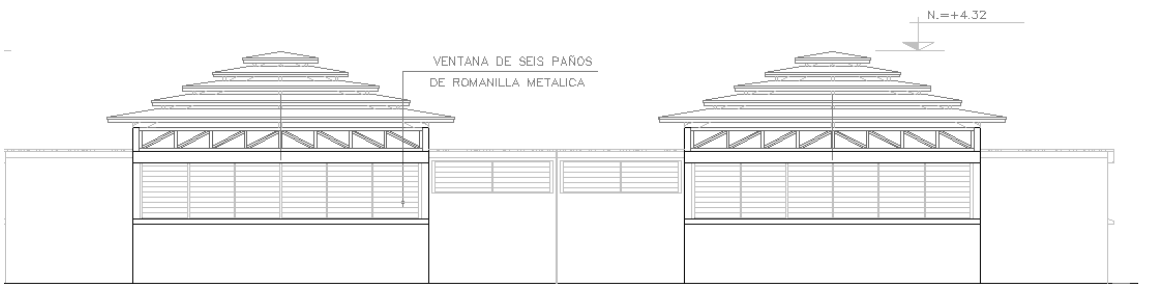 N.=+4.32
VENTANA DE SEIS PAÑOS
DE ROMANILLA METALICA